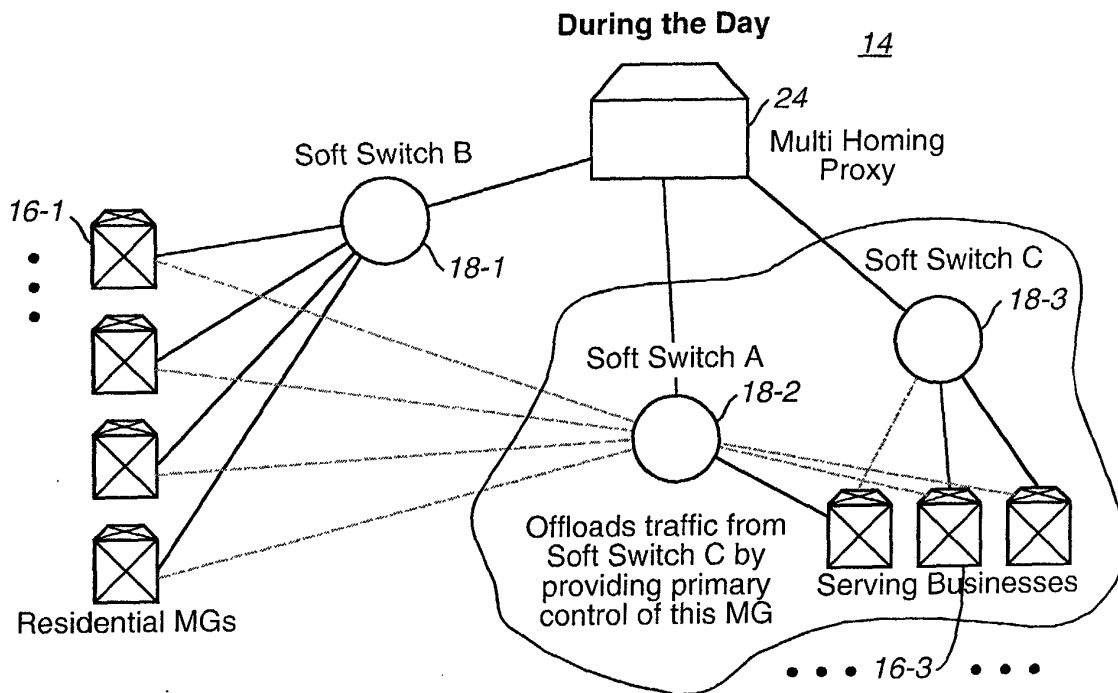 During the Day
14
24
Multi Homing
Proxy
Soft Switch B
16-1
18-1
Soft Switch C
18-3
Soft Switch A
18-2
Offloads traffic from
Soft Switch C by
providing primary
control of this MG
Serving Businesses
Residential MGs
16-3